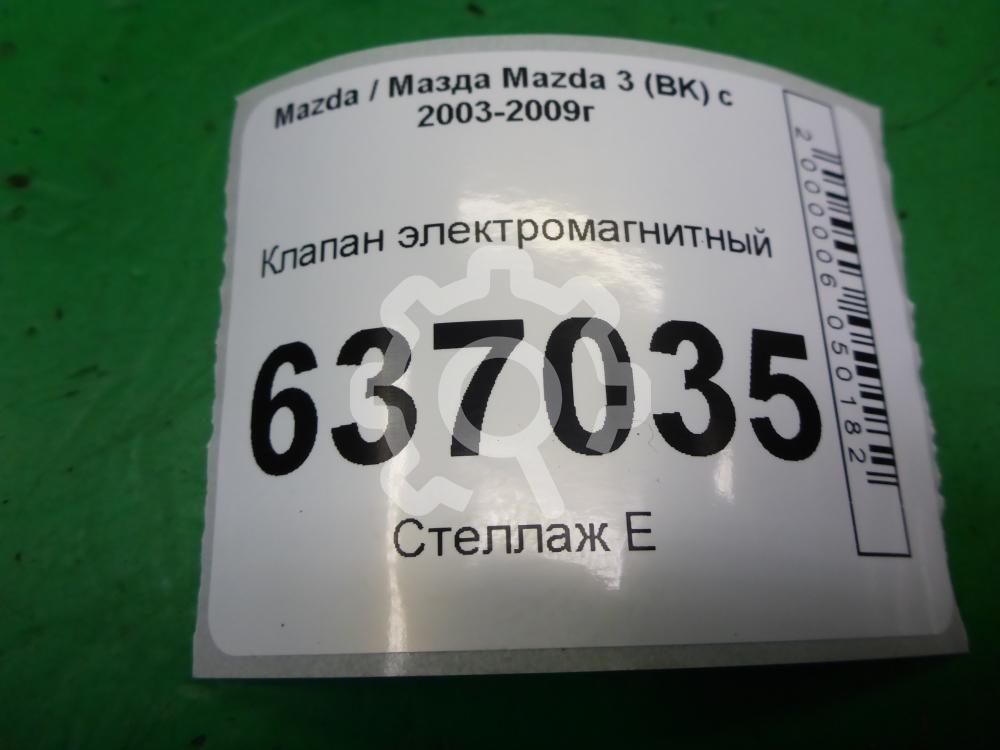 Mazda / Мазда Mazda 3 (BK) с
2003-2009г
Клапан электромагнитный
637035
Стеллаж Е
2000006050182